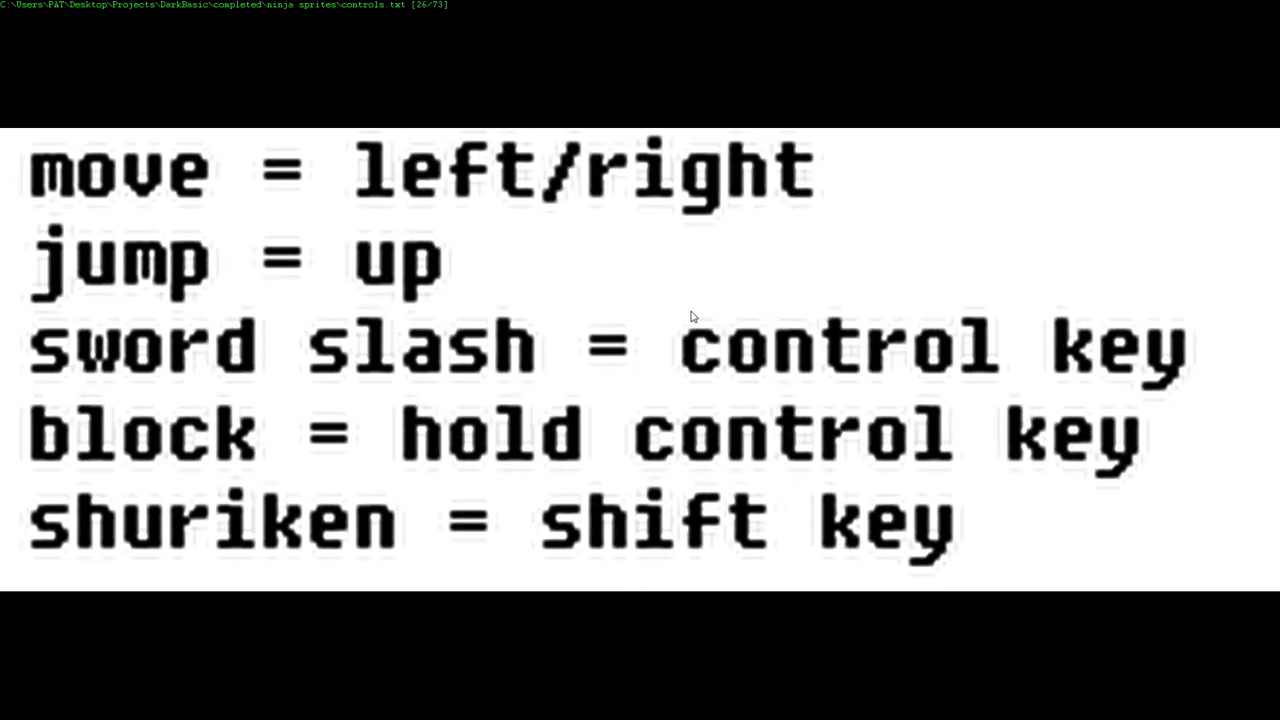 C:\Users\PAT\Desktop\Projects\DarkBasic\completed\ninja sprites\controls.txt [26/73]
move = left/right
jump = up
sword slash = control key
block = hold control key
shuriken = shift key